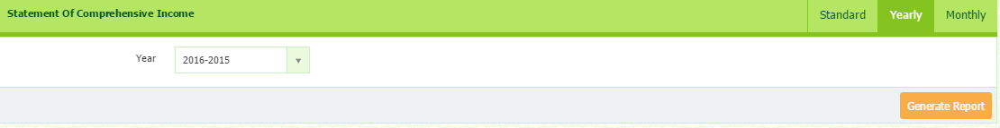 Statement Of Comprehensive Income
Standard
Yearly
Monthly
Year
2016-2015
Generate Report